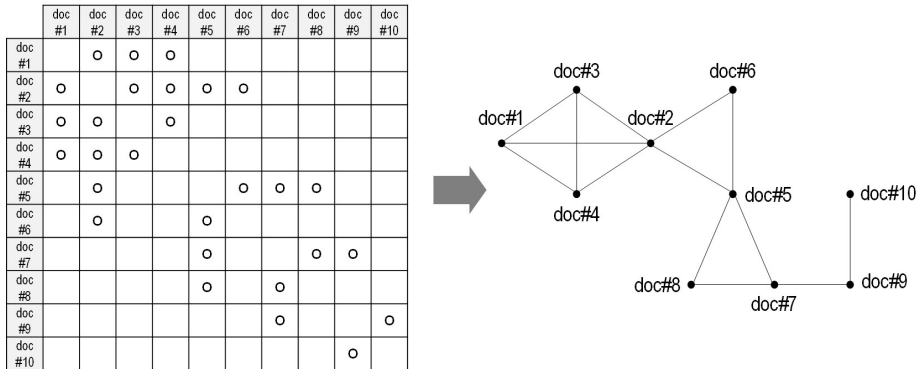 doc doc doc doc doc doc doc doc doc doc
#1 #2 #3 #4 #5 #6 #7 #8 #9 #10
doc
#1
O O O
doc
#2
O O O O O
doc
#3
O O O
doc
#4
O O O
doc
#5
O O O O
doc
#6
O O
doc
#7
O O O
doc
#8
O O
doc
#9
O O
doc
#10
O
doc#3
doc#6
doc#1
doc#2
doc#4
doc#5
doc#10
doc#8
doc#7
doc#9